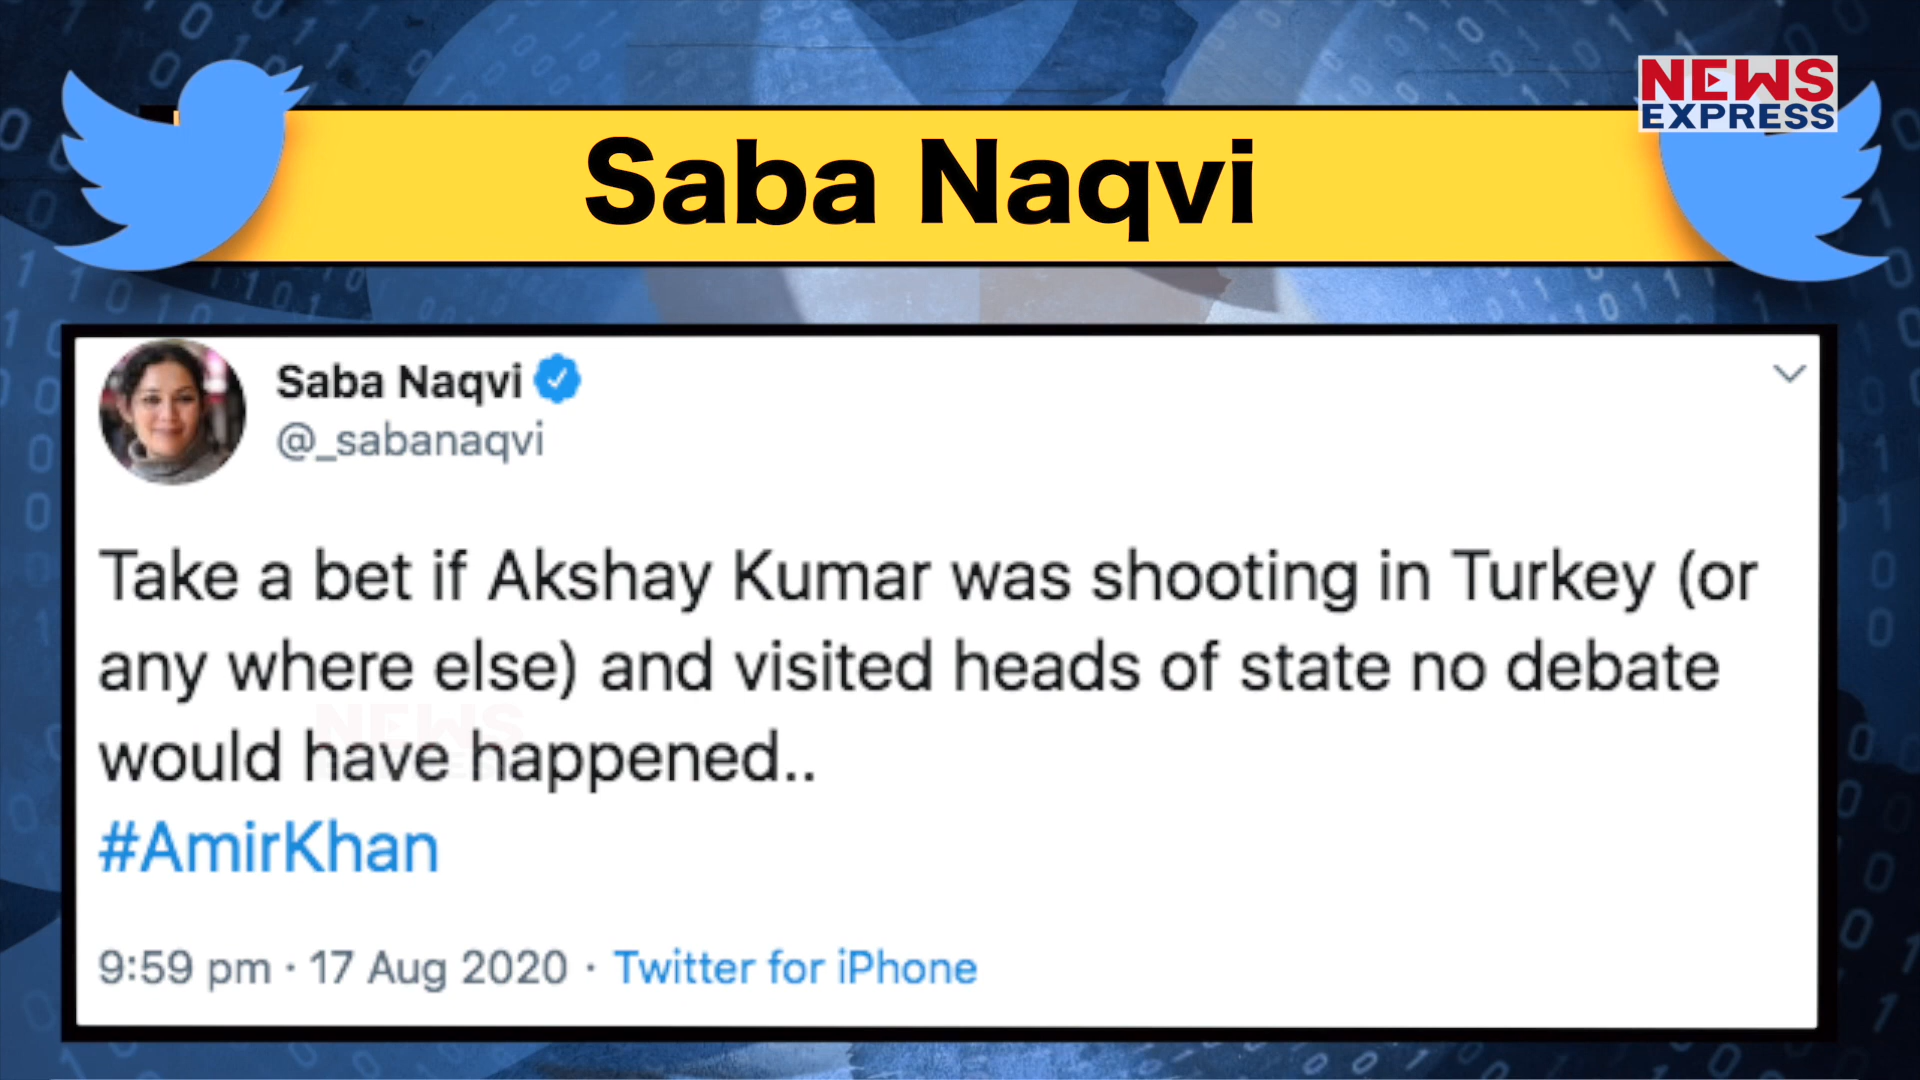 NEWS
EXPRESS
Saba Naqvi
Saba Naqvi
@_sabanaqvi
Take a bet if Akshay Kumar was shooting in Turkey (or
any where else) and visited heads of state no debate
would have happened..
#AmirKhan
9:59 pm · 17 Aug 2020 · Twitter for iPhone
NEWS